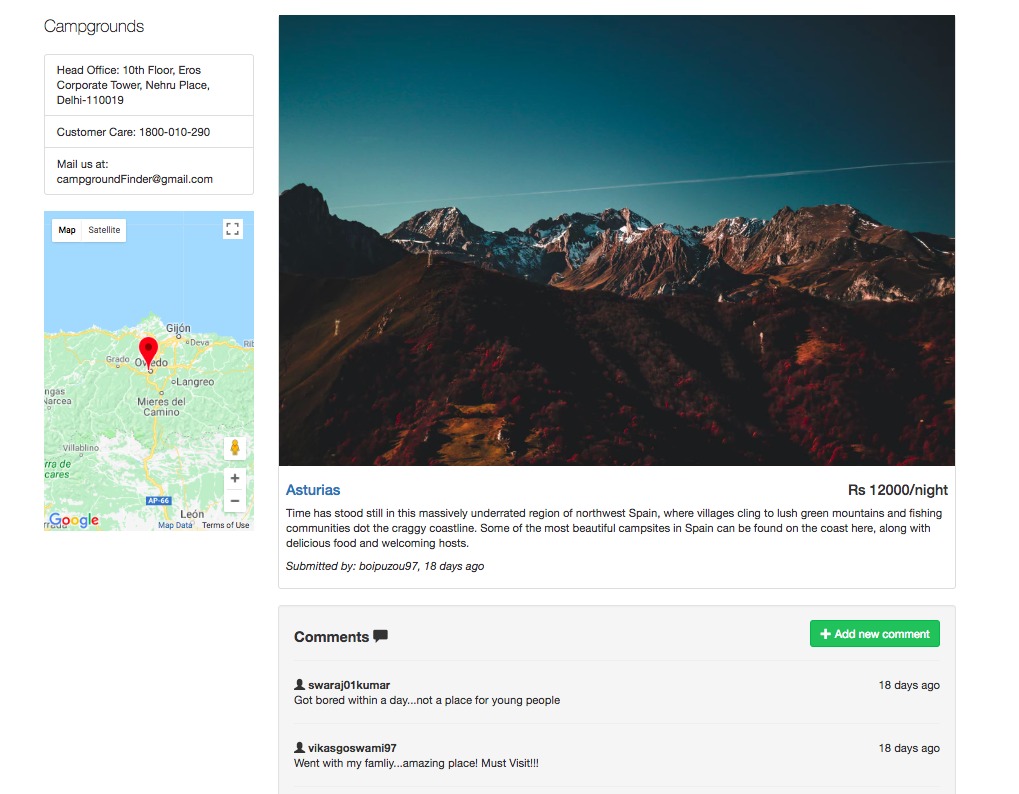 Campgrounds
Head Office: 10th Floor, Eros
Corporate Tower, Nehru Place,
Delhi-110019
Customer Care: 1800-010-290
Mail us at:
campgroundFinder@gmail.com
Map Satellite
Gijón
Deva
Rib
Grado
Langreo
ngas
Narcea
Mieres del
Camino
Villablino
rra de
cares
AP-66
León
Google
Map Data Terms of Use
Asturias Rs 12000/night
Time has stood still in this massively underrated region of northwest Spain, where villages cling to lush green mountains and fishing
communities dot the craggy coastline. Some of the most beautiful campsites in Spain can be found on the coast here, along with
delicious food and welcoming hosts.
Submitted by: boipuzou97, 18 days ago
Comments + Add new comment
swaraj01kumar 18 days ago
Got bored within a day...not a place for young people
vikasgoswami97 18 days ago
Went with my famliy...amazing place! Must Visit!!!